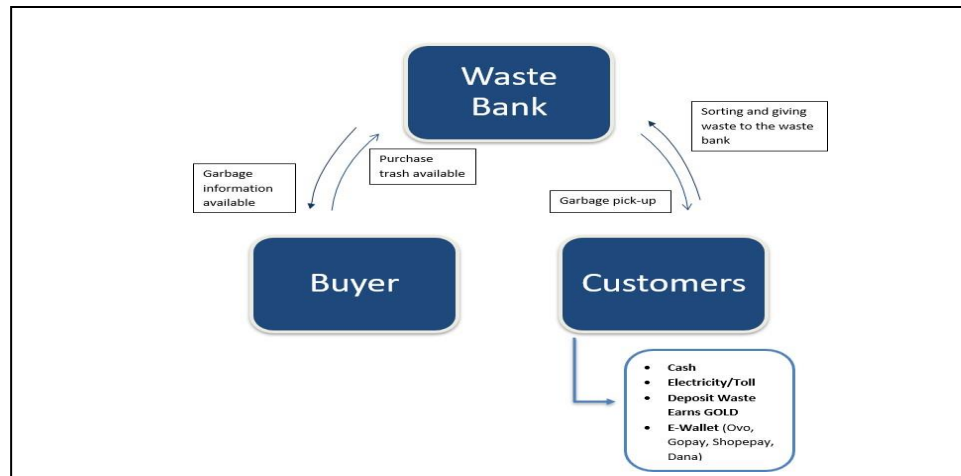 Waste
Bank
Sorting and giving
waste to the waste
bank
Purchase
trash available
Garbage
information
available
Garbage pick-up
Buyer
Customers
• Cash
• Electricity/Toll
• Deposit Waste
Earns GOLD
• E-Wallet (Ovo,
Gopay, Shopepay,
Dana)